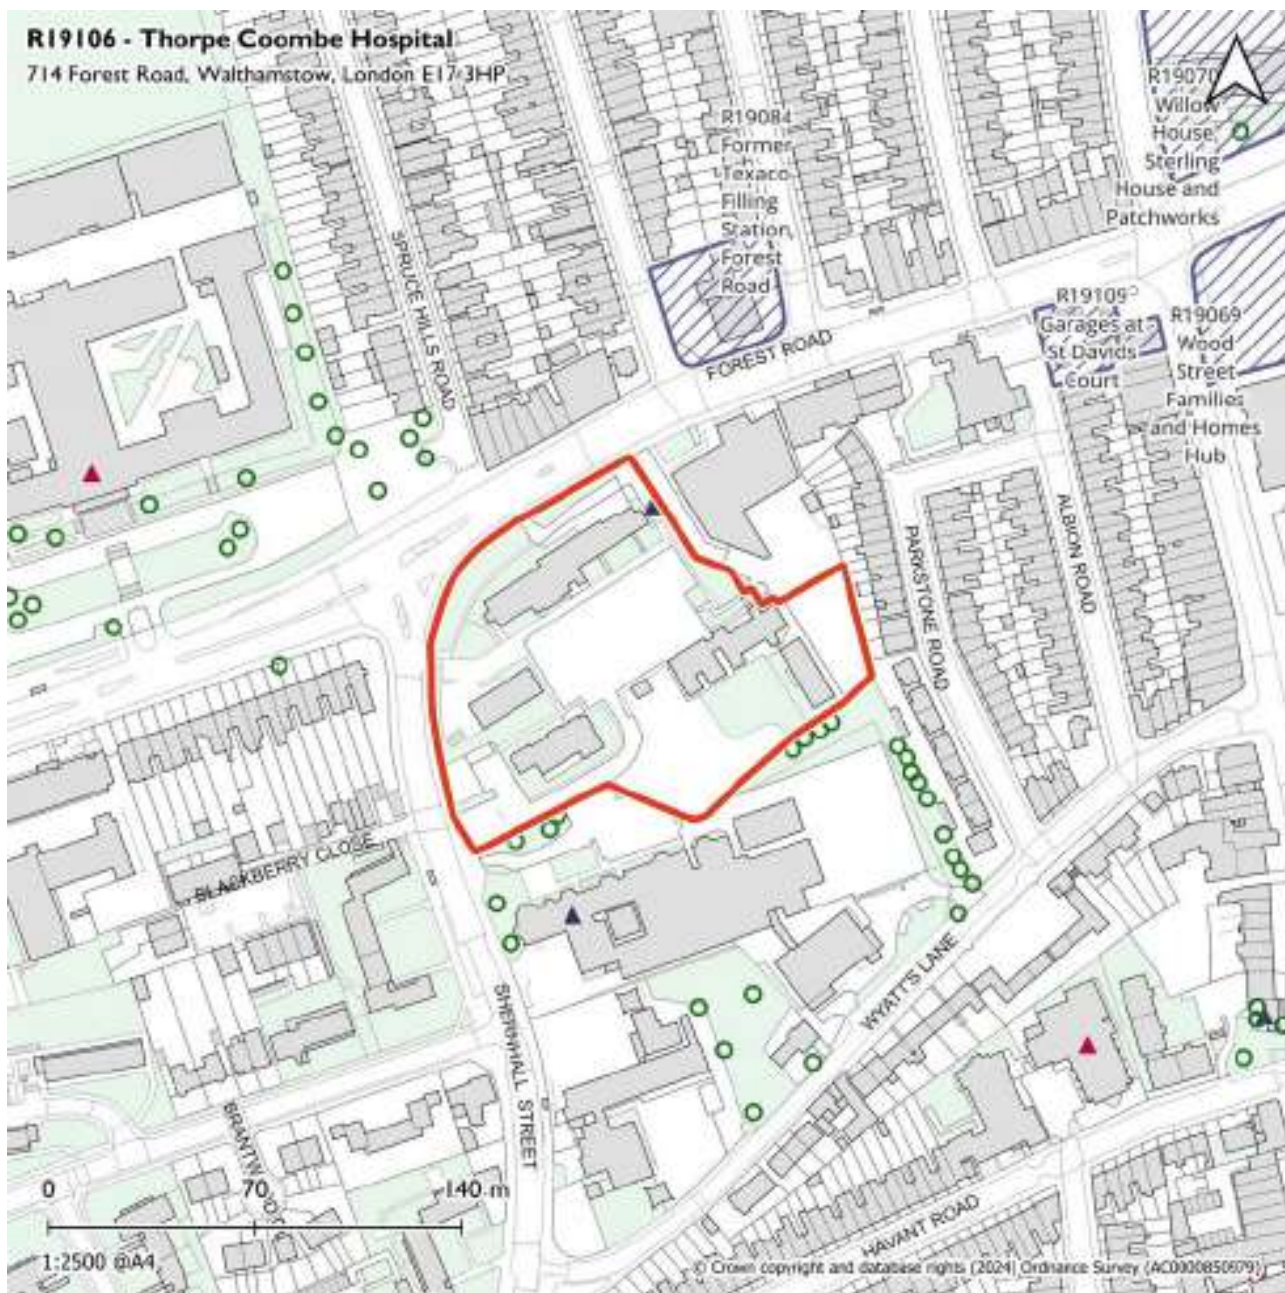 R19106 - Thorpe Coombe Hospital
714 Forest Road, Walthamstow, London E17 3HP
R19070
Willow
House
Sterling
House and
Patchworks
R19084
Former
Texaco
Filling
Station,
Forest
Road
SPRUCE HILLS ROAD
FOREST ROAD
R19109
Garages at
St Davids
Court
R19069
Wood
Street
Families
and Homes
Hub
PARKSTONE ROAD
ALBION ROAD
BLACKBERRY CLOSE
SHERNHALL STREET
WYATT'S LANE
HAVANT ROAD
0 70 140 m
1:2500 @A4
© Crown copyright and database rights (2024) Ordnance Survey (AC0000850979)